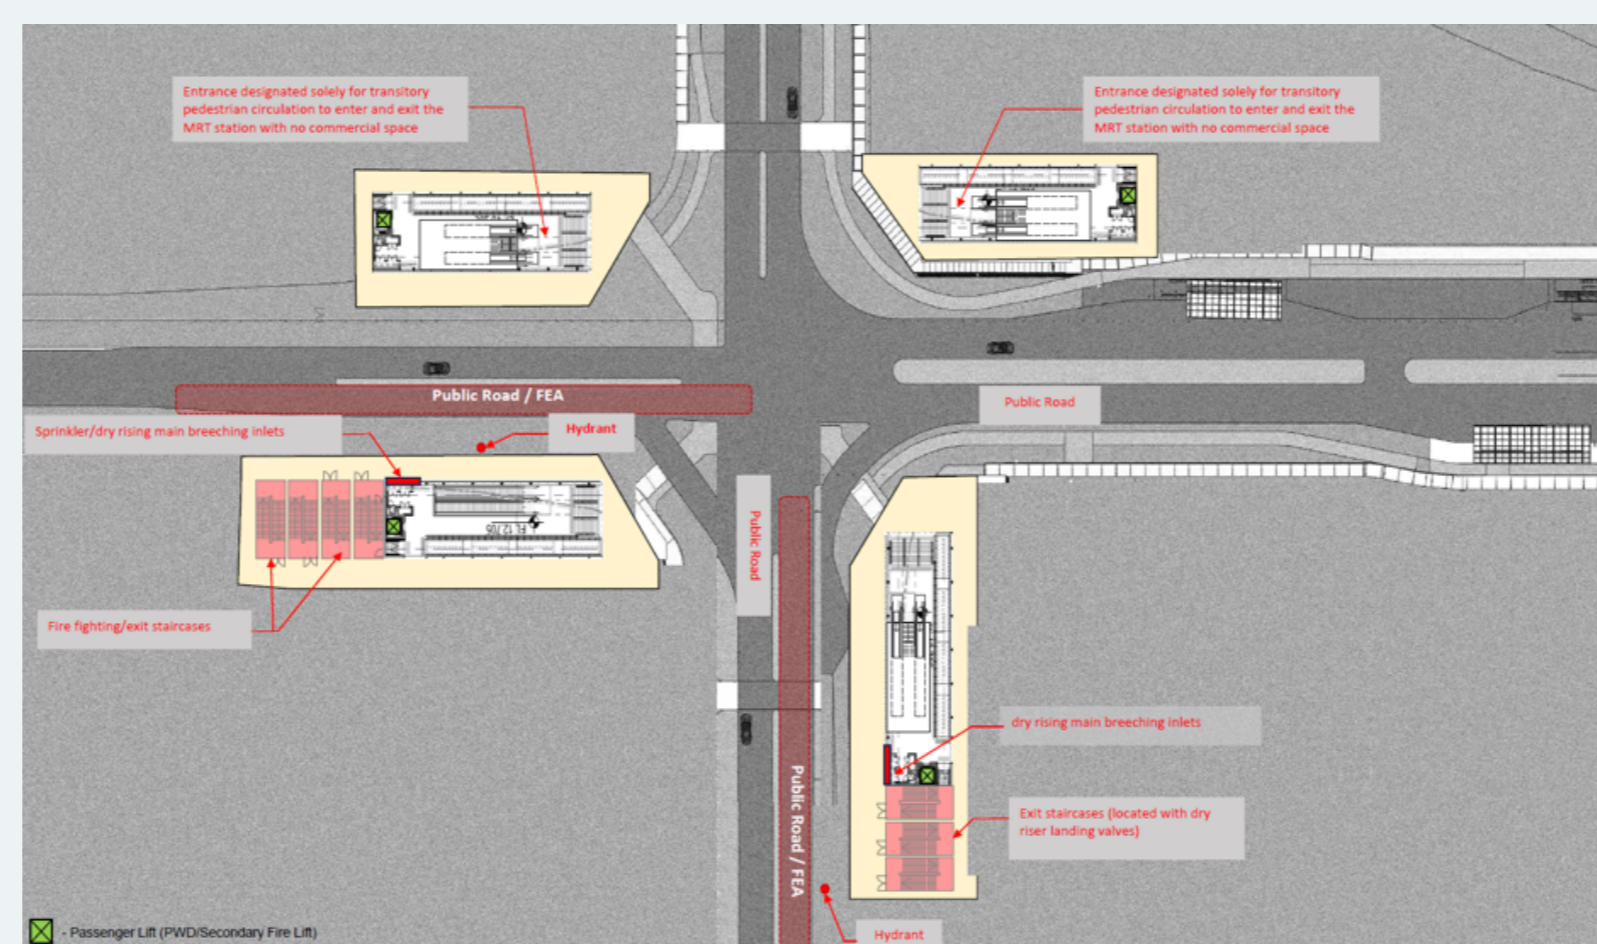 Entrance designated solely for transitory
pedestrian circulation to enter and exit the
MRT station with no commercial space
Entrance designated solely for transitory
pedestrian circulation to enter and exit the
MRT station with no commercial space
Public Road / FEA
Public Road
Sprinkler/dry rising main breeching inlets
Hydrant
Public Road
Fire fighting/exit staircases
dry rising main breeching inlets
Public Road / FEA
Exit staircases (located with dry
riser landing valves)
Hydrant
- Passenger Lift (PWD/Secondary Fire Lift)